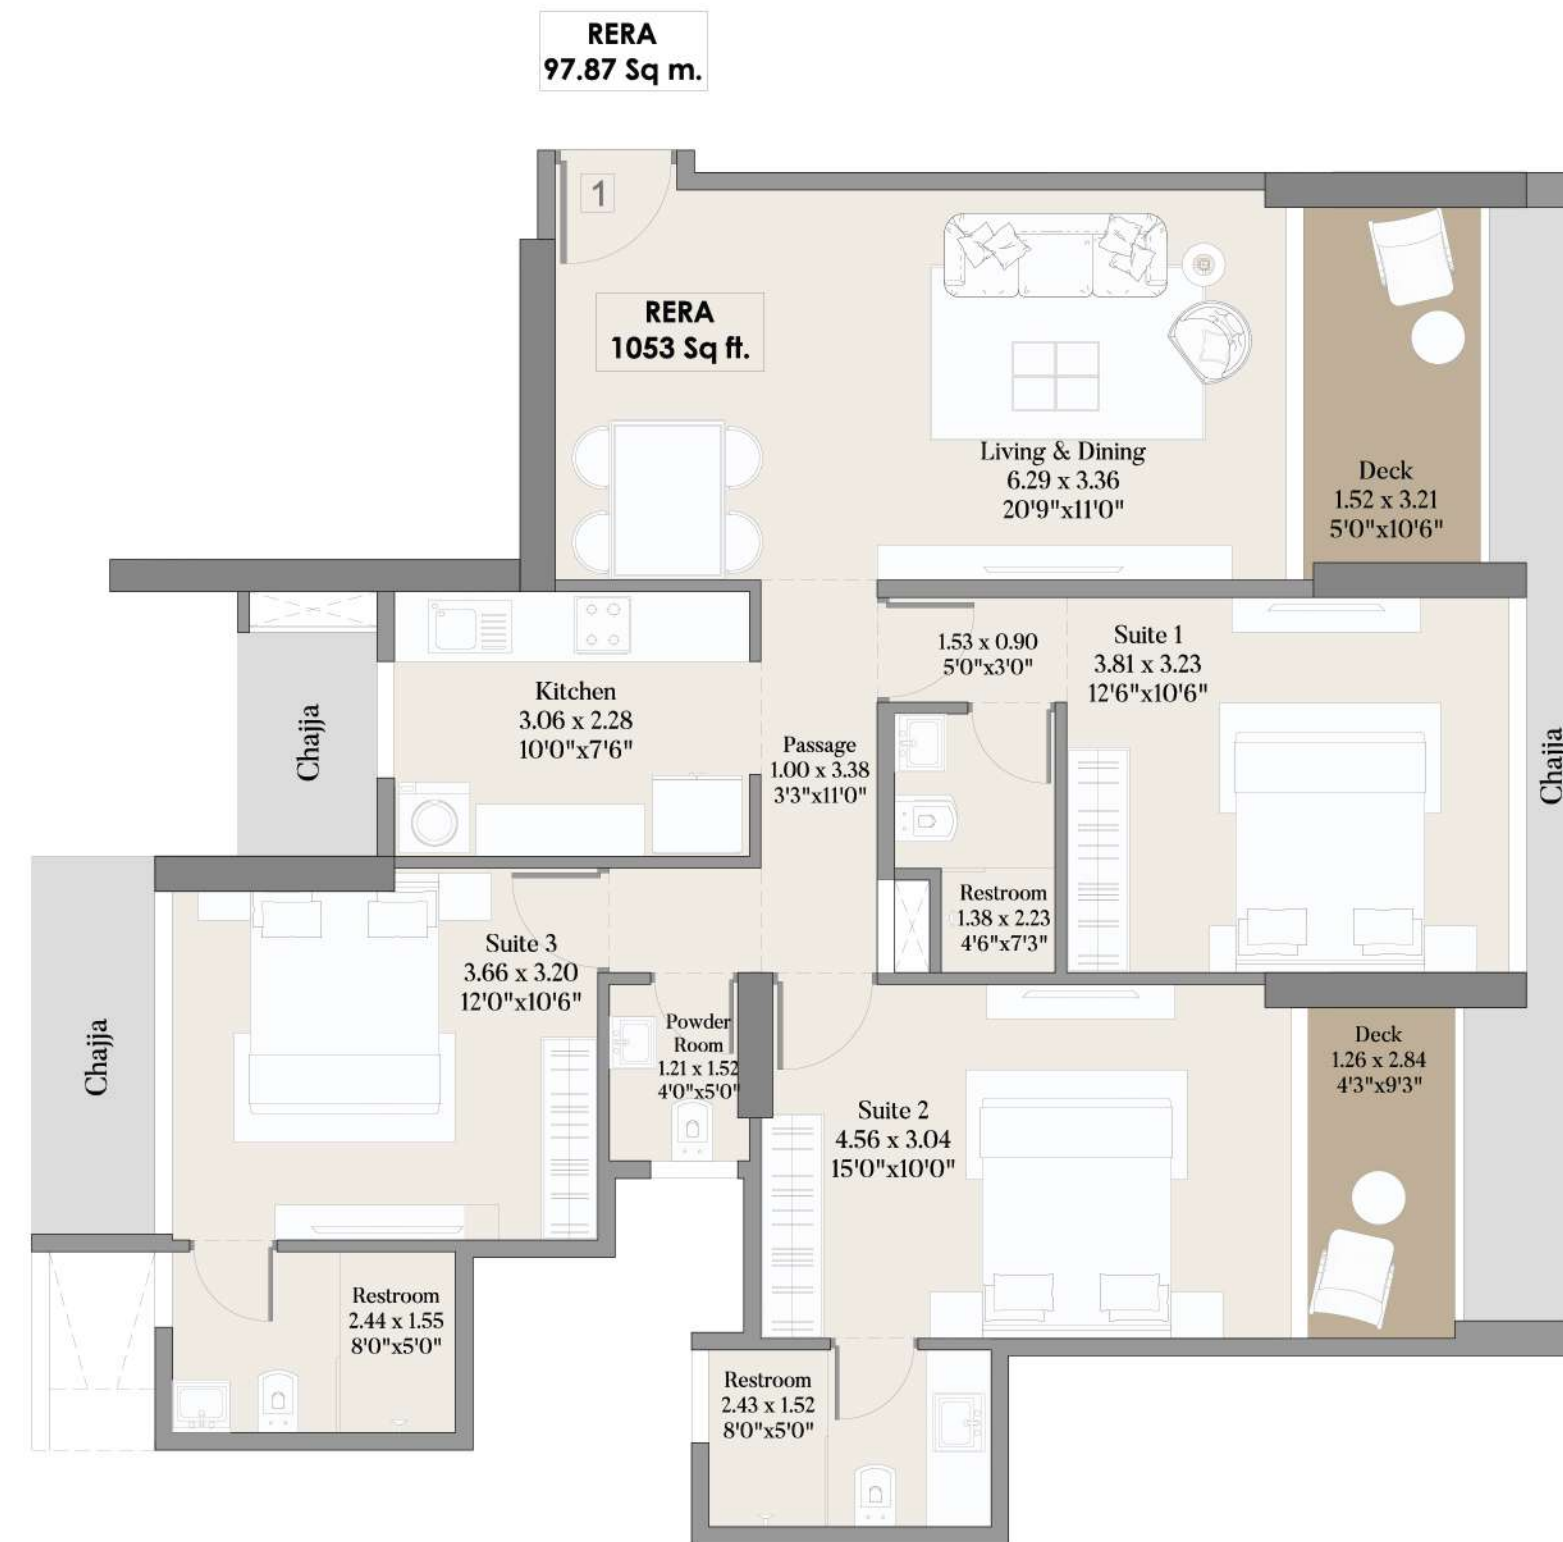 RERA
97.87 Sq m.
1
RERA
1053 Sq ft.
Living & Dining
6.29 x 3.36
20'9"x11'0"
Deck
1.52 x 3.21
5'0"x10'6"
1.53 x 0.90
5'0"x3'0"
Suite 1
3.81 x 3.23
12'6"x10'6"
Kitchen
3.06 x 2.28
10'0"x7'6"
Chajja
Passage
1.00 x 3.38
3'3"x11'0"
Chajja
Restroom
1.38 x 2.23
4'6"x7'3"
Suite 3
3.66 x 3.20
12'0"x10'6"
Chajja
Powder
Room
1.21 x 1.52
4'0"x5'0"
Deck
1.26 x 2.84
4'3"x9'3"
Suite 2
4.56 x 3.04
15'0"x10'0"
Restroom
2.44 x 1.55
8'0"x5'0"
Restroom
2.43 x 1.52
8'0"x5'0"